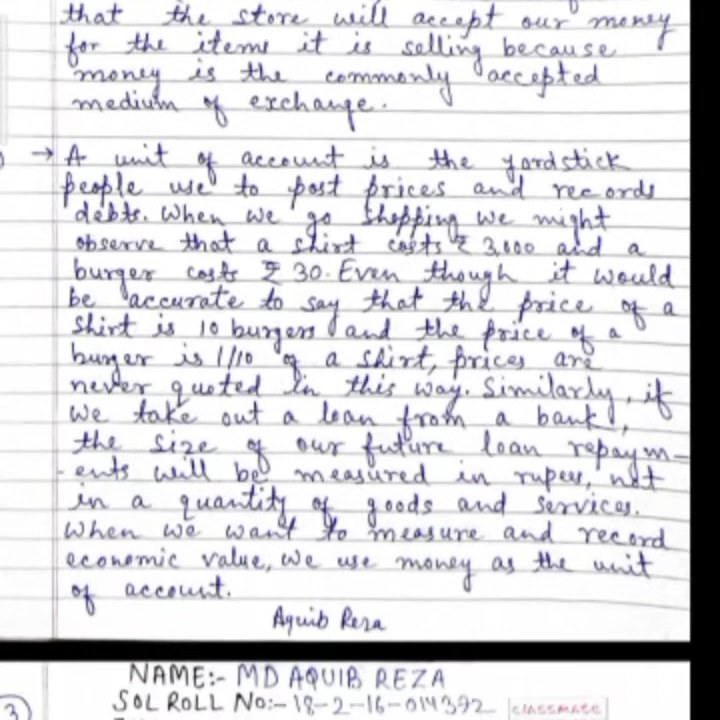 that the store will accept our money
for the items it is selling because
money is the commonly accepted
medium of exchange.
→ A unit of account is the yardstick
people use to post prices and records
debts. When we go shopping we might
observe that a shirt costs ₹ 3,000 and a
burger costs ₹ 30. Even though it would
be accurate to say that the price of a
shirt is 10 burgers and the price of a
burger is 1/10 of a shirt, prices are
never quoted in this way. Similarly, if
we take out a loan from a bank,
the size of our future loan repaym-
-ents will be measured in rupees, not
in a quantity of goods and services.
When we want to measure and record
economic value, we use money as the unit
of account.
Aquib Reza
NAME:- MD AQUIB REZA
3) SOL ROLL NO:- 18-2-16-014392 CLASSMATE